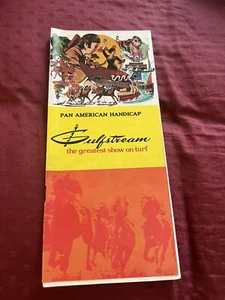 PAN AMERICAN HANDICAP
Gulfstream
the greatest show on turf